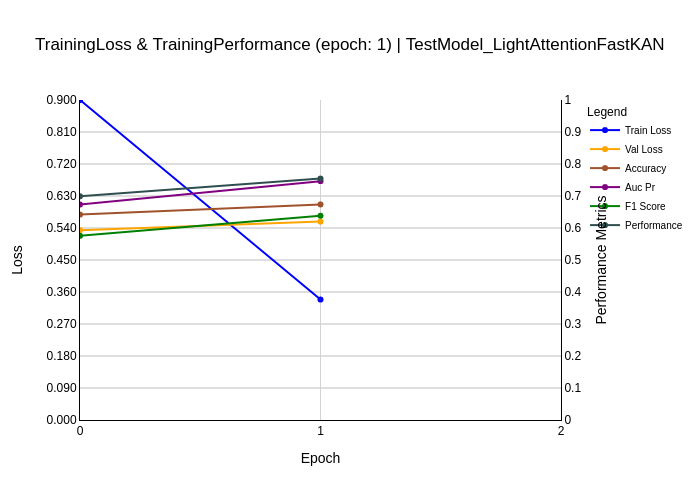 TrainingLoss & TrainingPerformance (epoch: 1) | TestModel_LightAttentionFastKAN
0.900
0.810
0.720
0.630
0.540
0.450
0.360
0.270
0.180
0.090
0.000
Loss
0
1
2
Epoch
1
0.9
0.8
0.7
0.6
0.5
0.4
0.3
0.2
0.1
0
Performance Metrics
Legend
Train Loss
Val Loss
Accuracy
Auc Pr
F1 Score
Performance